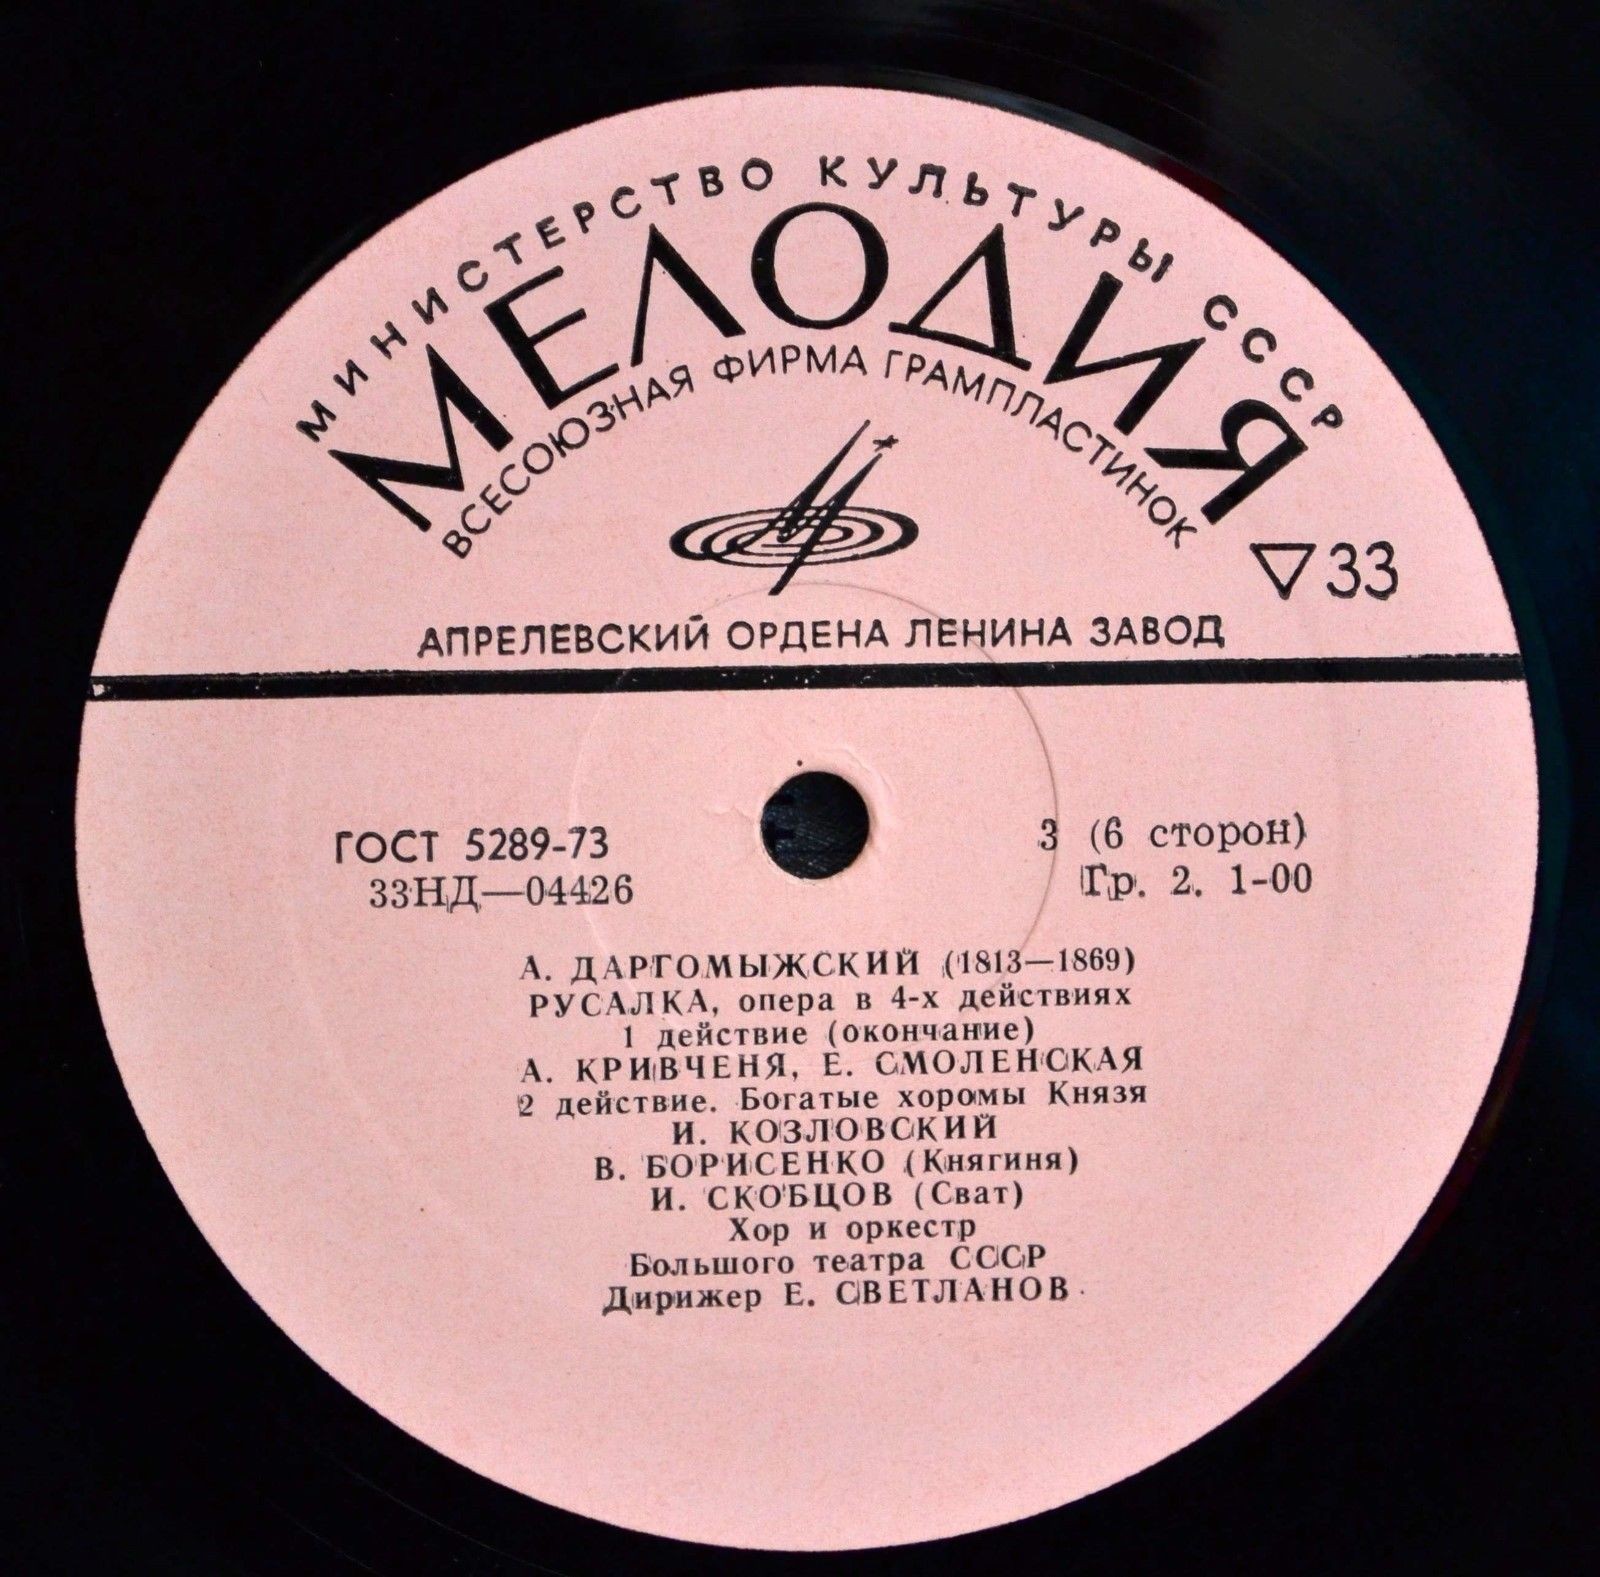 МИНИСТЕРСТВО КУЛЬТУРЫ СССР
МЕЛОДИЯ
ВСЕСОЮЗНАЯ ФИРМА ГРАМПЛАСТИНОК
▽33
АПРЕЛЕВСКИЙ ОРДЕНА ЛЕНИНА ЗАВОД
ГОСТ 5289-73
33НД—04426
3 (6 сторон)
Гр. 2. 1-00
А. ДАРГОМЫЖСКИЙ (1813—1869)
РУСАЛКА, опера в 4-х действиях
1 действие (окончание)
А. КРИВЧЕНЯ, Е. СМОЛЕНСКАЯ
2 действие. Богатые хоромы Князя
И. КОЗЛОВСКИЙ
В. БОРИСЕНКО (Княгиня)
И. СКОБЦОВ (Сват)
Хор и оркестр
Большого театра СССР
Дирижер Е. СВЕТЛАНОВ